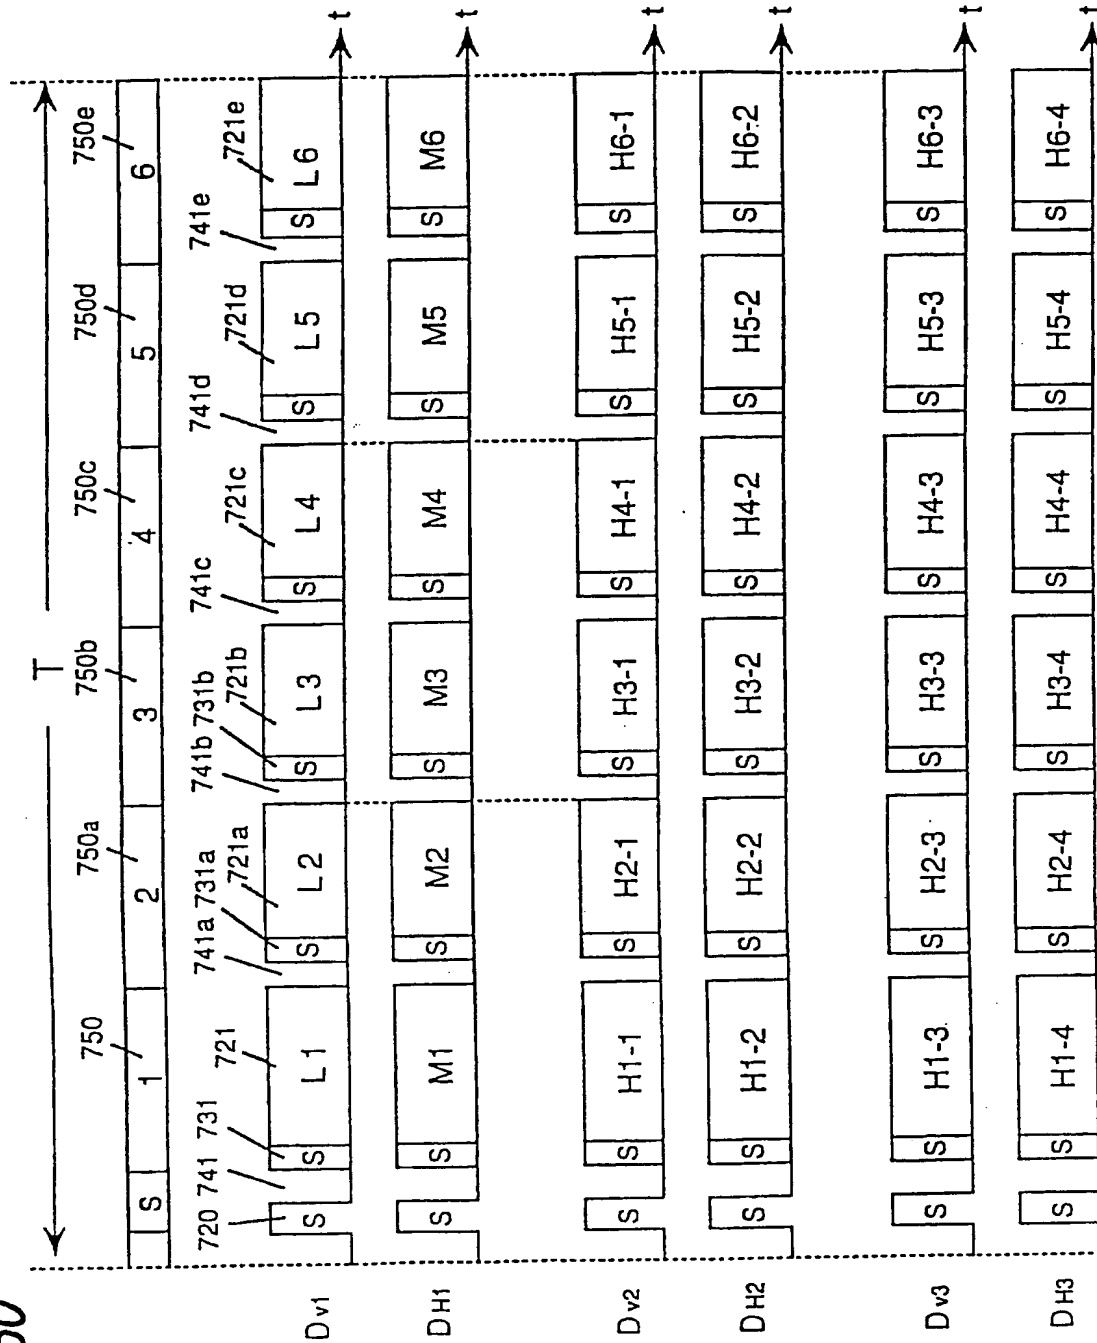 T
750 750a 750b 750c 750d 750e
S 1 2 3 4 5 6
720 741 731 721 741a 731a 721a 741b 731b 721b 741c 721c 741d 721d 741e 721e
Dv1 S S L1 S L2 S L3 S L4 S L5 S L6 t
DH1 S S M1 S M2 S M3 S M4 S M5 S M6 t
Dv2 S S H1-1 S H2-1 S H3-1 S H4-1 S H5-1 S H6-1 t
DH2 S S H1-2 S H2-2 S H3-2 S H4-2 S H5-2 S H6-2 t
Dv3 S S H1-3 S H2-3 S H3-3 S H4-3 S H5-3 S H6-3 t
DH3 S S H1-4 S H2-4 S H3-4 S H4-4 S H5-4 S H6-4 t